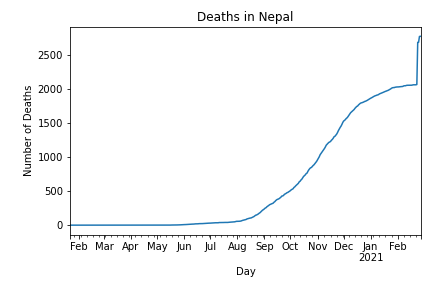 Deaths in Nepal
Number of Deaths
2500
2000
1500
1000
500
0
Feb Mar Apr May Jun Jul Aug Sep Oct Nov Dec Jan Feb
2021
Day